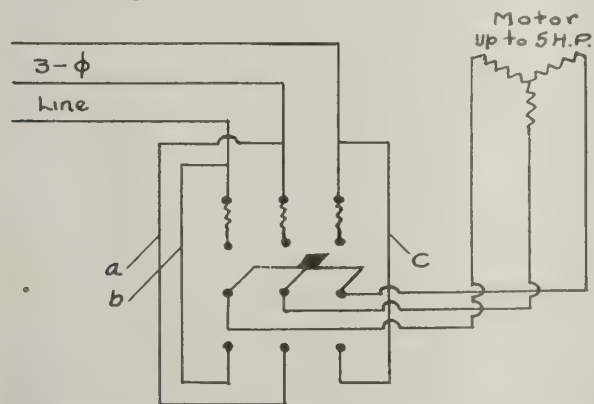 Motor
Up to 5 H.P.
3-ϕ
Line
a
b
C